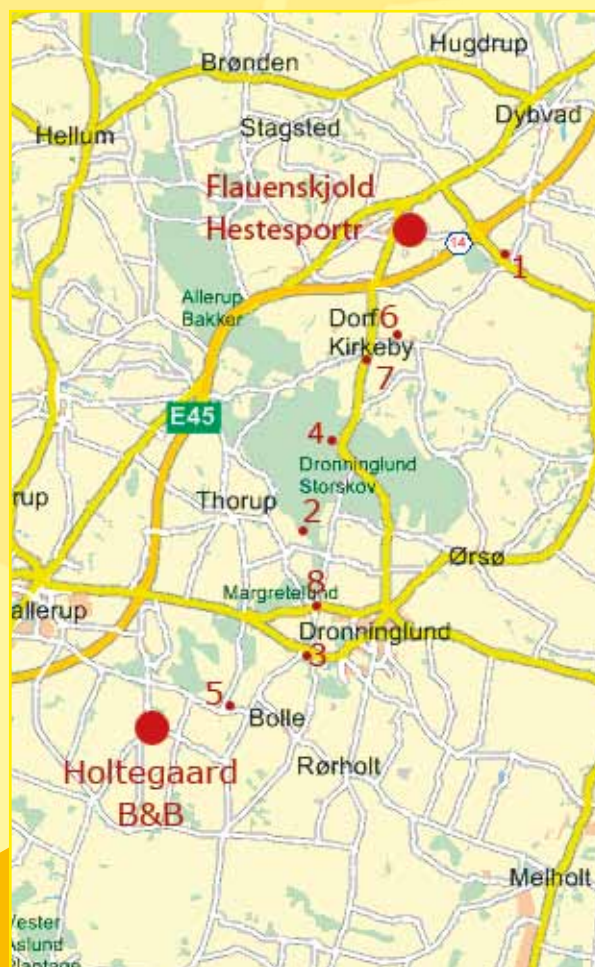 Hugdrup
Brønden
Dybvad
Stagsted
Hellum
Flauenskjold
Hestesportr
14
1
Allerup
Bakker
Dorf
6
Kirkeby
7
E45
4
Dronninglund
Storskov
rup
Thorup
2
Ørsø
8
Margretelund
allerup
Dronninglund
3
5
Bolle
Holtegaard
B&B
Rørholt
Melholt
Vester
Aslund
Plantage